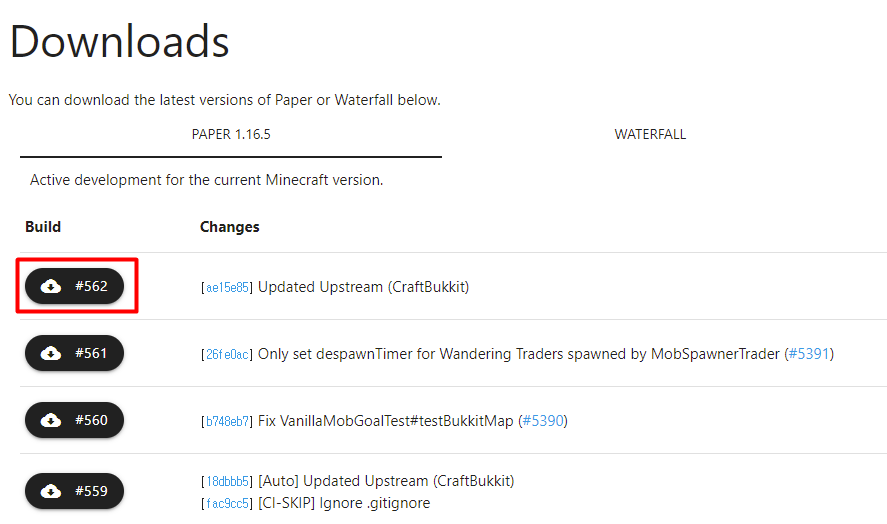 Downloads
You can download the latest versions of Paper or Waterfall below.
PAPER 1.16.5 WATERFALL
Active development for the current Minecraft version.
Build Changes
#562 [ae15e85] Updated Upstream (CraftBukkit)
#561 [26fe0ac] Only set despawnTimer for Wandering Traders spawned by MobSpawnerTrader (#5391)
#560 [b748eb7] Fix VanillaMobGoalTest#testBukkitMap (#5390)
#559 [18dbbb5] [Auto] Updated Upstream (CraftBukkit)
[fac9cc5] [CI-SKIP] Ignore .gitignore